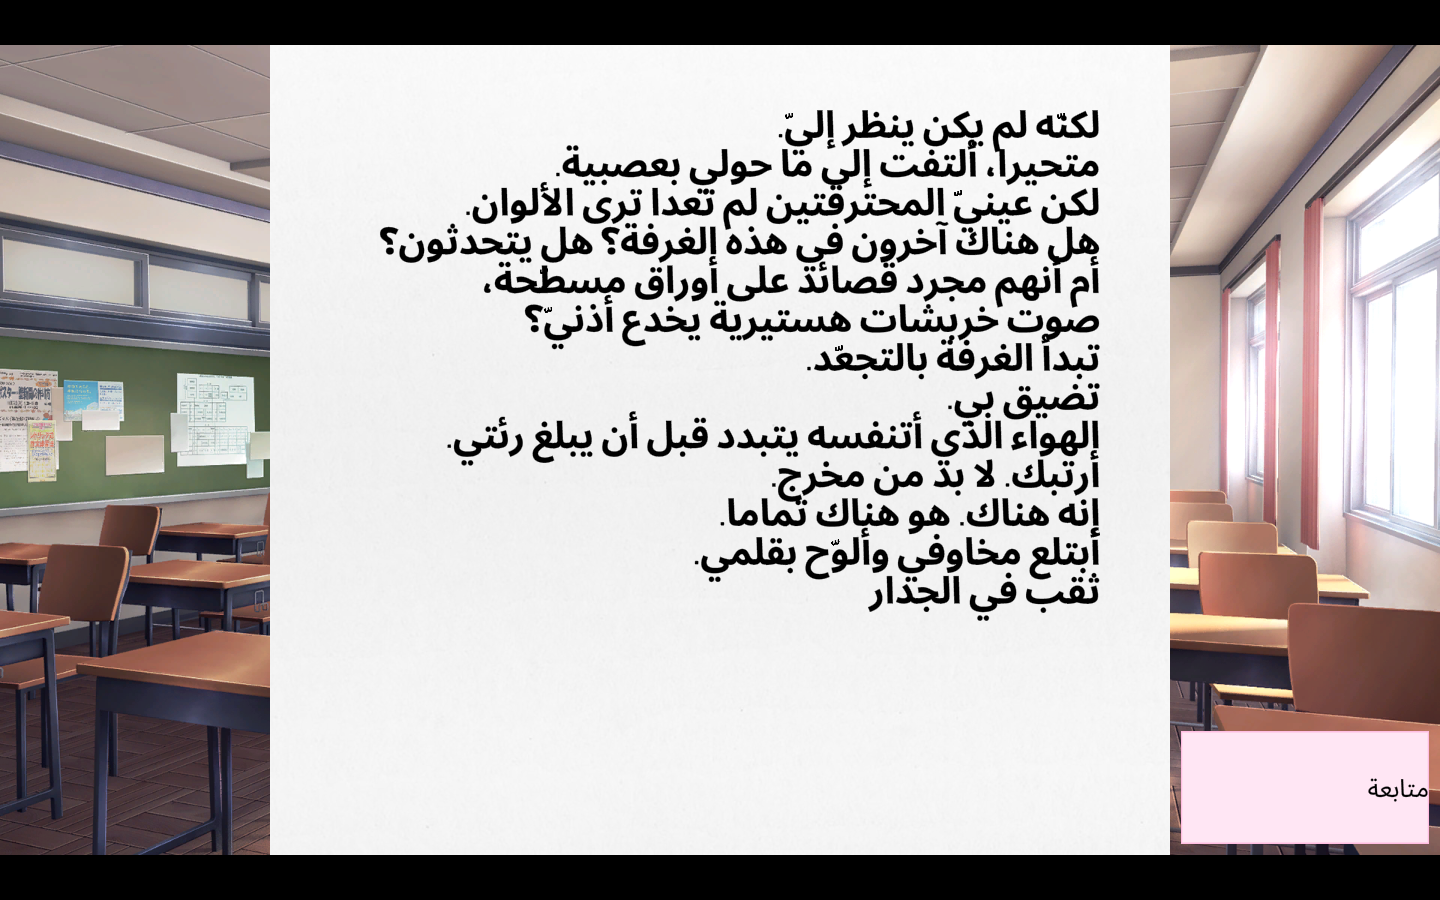 لكنّه لم يكن ينظر إليّ.
متحيرا، ألتفت إلى ما حولي بعصبية.
لكن عينيّ المحترقتين لم تعدا ترى الألوان.
هل هناك آخرون في هذه الغرفة؟ هل يتحدثون؟
أم أنهم مجرد قصائد على أوراق مسطّحة،
صوت خربشات هستيرية يخدع أذنيّ؟
تبدأ الغرفة بالتجعّد.
تضيق بي.
الهواء الذي أتنفسه يتبدد قبل أن يبلغ رئتي.
أرتبك. لا بد من مخرج.
إنه هناك. هو هناك تماما.
أبتلع مخاوفي وألوّح بقلمي.
ثقب في الجدار
متابعة